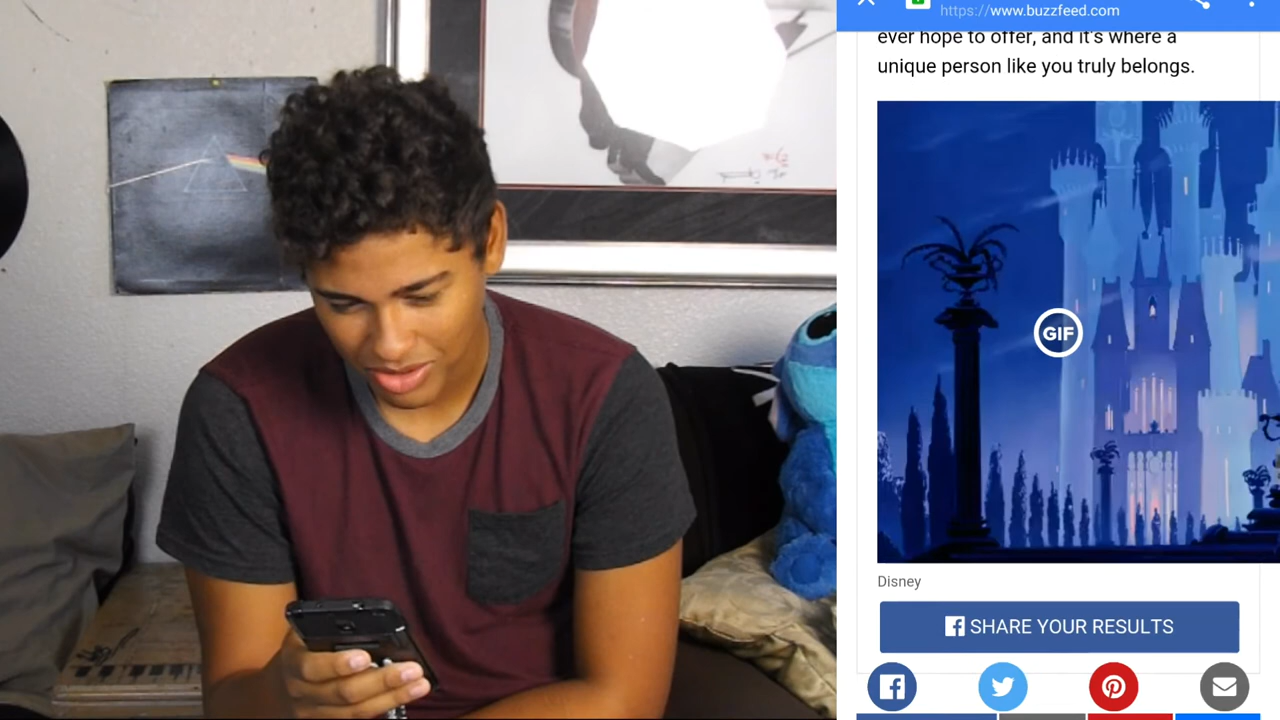 https://www.buzzfeed.com
ever hope to offer, and it's where a
unique person like you truly belongs.
GIF
Disney
SHARE YOUR RESULTS